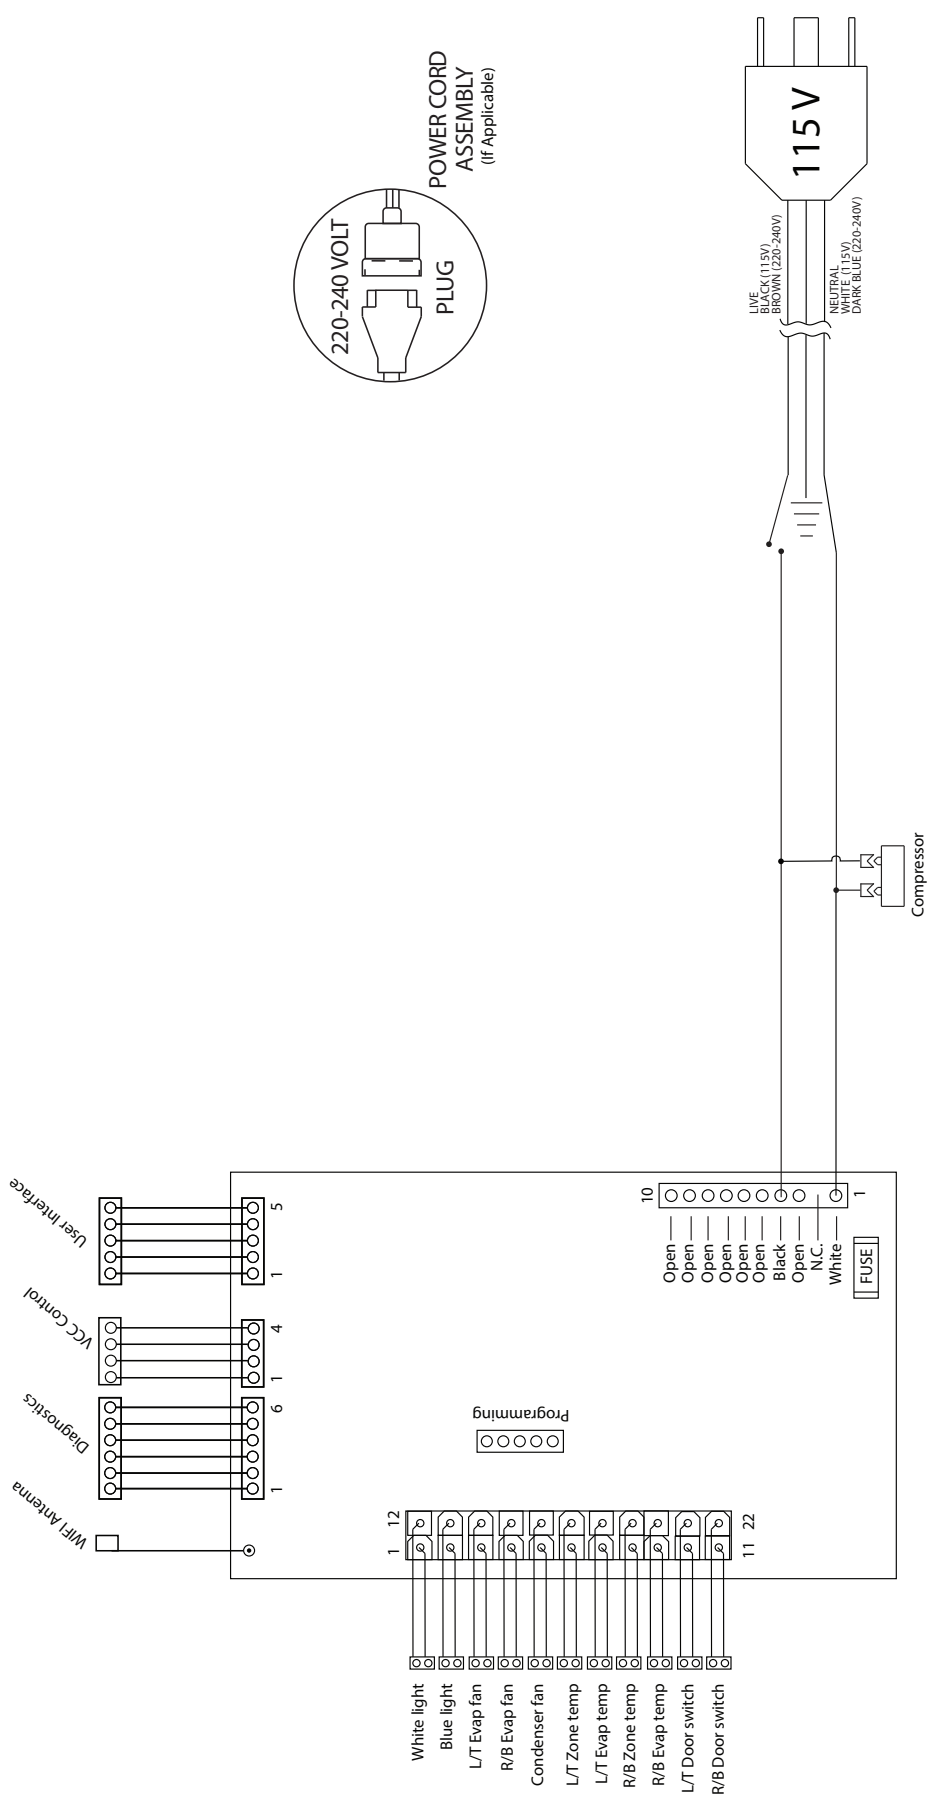 115 V
POWER CORD
ASSEMBLY
(If Applicable)
220-240 VOLT
PLUG
LIVE
BLACK (115V)
BROWN (220-240V)
NEUTRAL
WHITE (115V)
DARK BLUE (220-240V)
Compressor
User Interface
5
1
VCC Control
4
1
Diagnostics
6
1
WIFI Antenna
10
1
Open
Open
Open
Open
Open
Open
Black
Open
N.C.
White
FUSE
Programming
12
1
22
11
White light
Blue light
L/T Evap fan
R/B Evap fan
Condenser fan
L/T Zone temp
L/T Evap temp
R/B Zone temp
R/B Evap temp
L/T Door switch
R/B Door switch